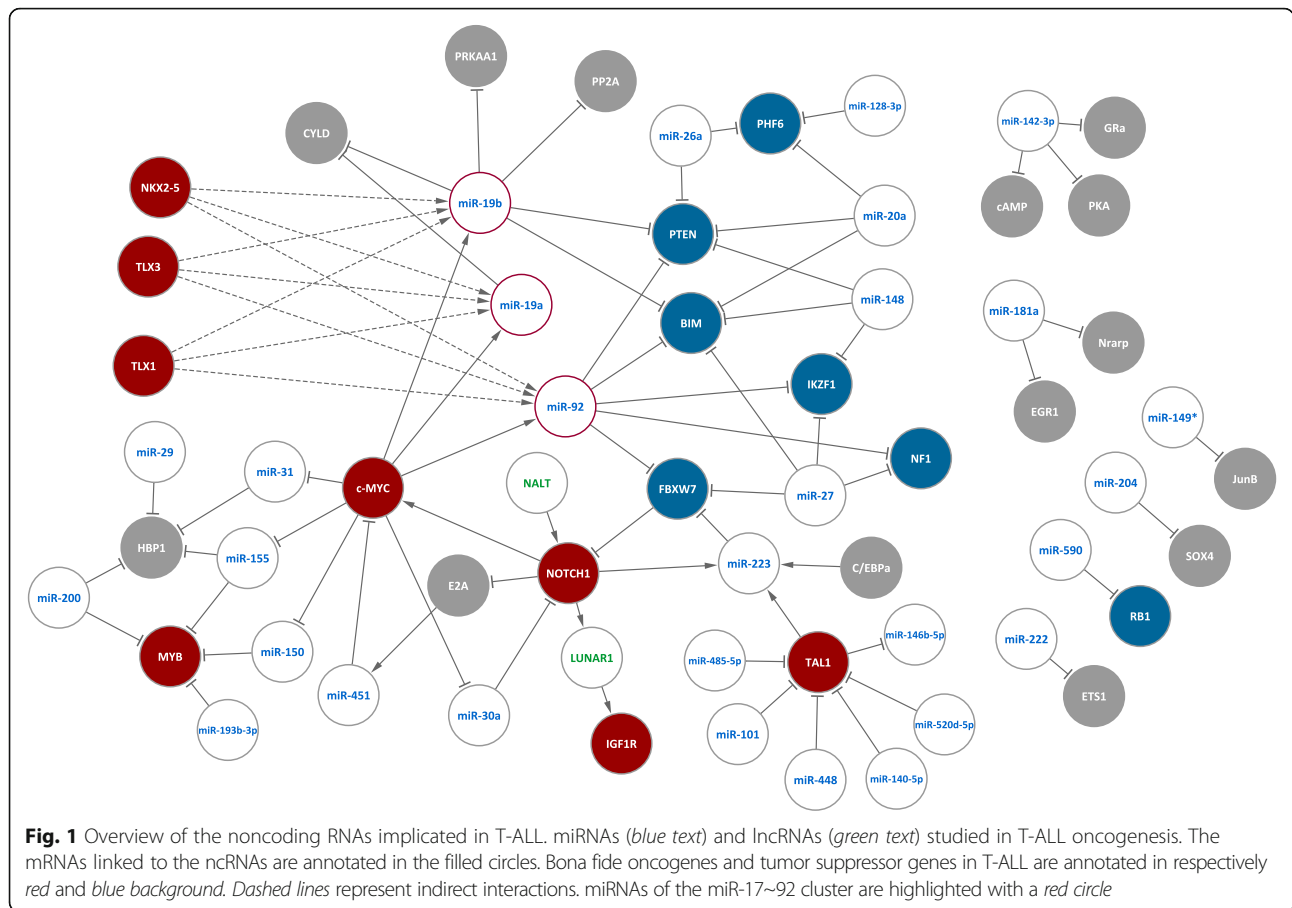 PRKAA1
PP2A
CYLD
miR-26a
PHF6
miR-128-3p
miR-142-3p
GRa
NKX2-5
miR-19b
cAMP
PKA
PTEN
miR-20a
TLX3
miR-19a
miR-148
BIM
miR-181a
Nrarp
TLX1
IKZF1
miR-92
EGR1
miR-149*
miR-29
miR-31
c-MYC
NALT
FBXW7
miR-27
NF1
miR-204
JunB
HBP1
miR-155
E2A
NOTCH1
miR-223
C/EBPa
miR-590
SOX4
miR-200
MYB
miR-150
LUNAR1
miR-485-5p
TAL1
miR-146b-5p
miR-222
RB1
miR-451
miR-30a
miR-193b-3p
IGF1R
miR-101
miR-520d-5p
ETS1
miR-448
miR-140-5p
Fig. 1 Overview of the noncoding RNAs implicated in T-ALL. miRNAs (blue text) and lncRNAs (green text) studied in T-ALL oncogenesis. The
mRNAs linked to the ncRNAs are annotated in the filled circles. Bona fide oncogenes and tumor suppressor genes in T-ALL are annotated in respectively
red and blue background. Dashed lines represent indirect interactions. miRNAs of the miR-17~92 cluster are highlighted with a red circle